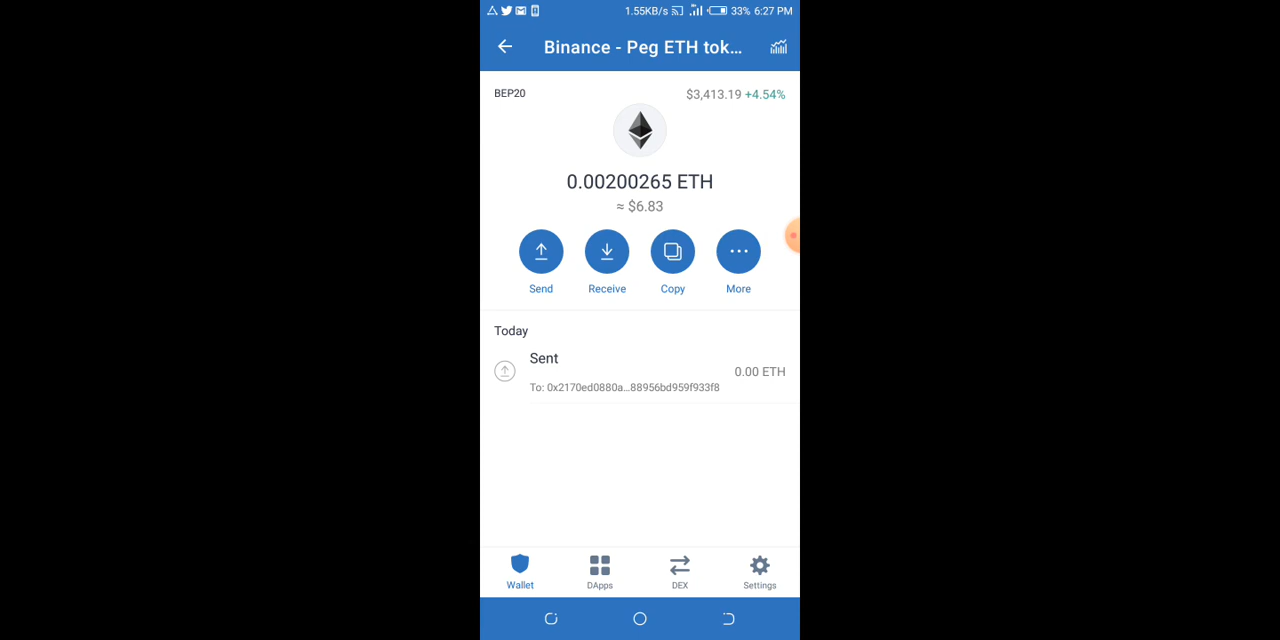 1.55KB/s 33% 6:27 PM
Binance - Peg ETH tok...
BEP20
$3,413.19 +4.54%
0.00200265 ETH
≈ $6.83
Send Receive Copy More
Today
Sent
0.00 ETH
To: 0x2170ed0880a...88956bd959f933f8
Wallet DApps DEX Settings